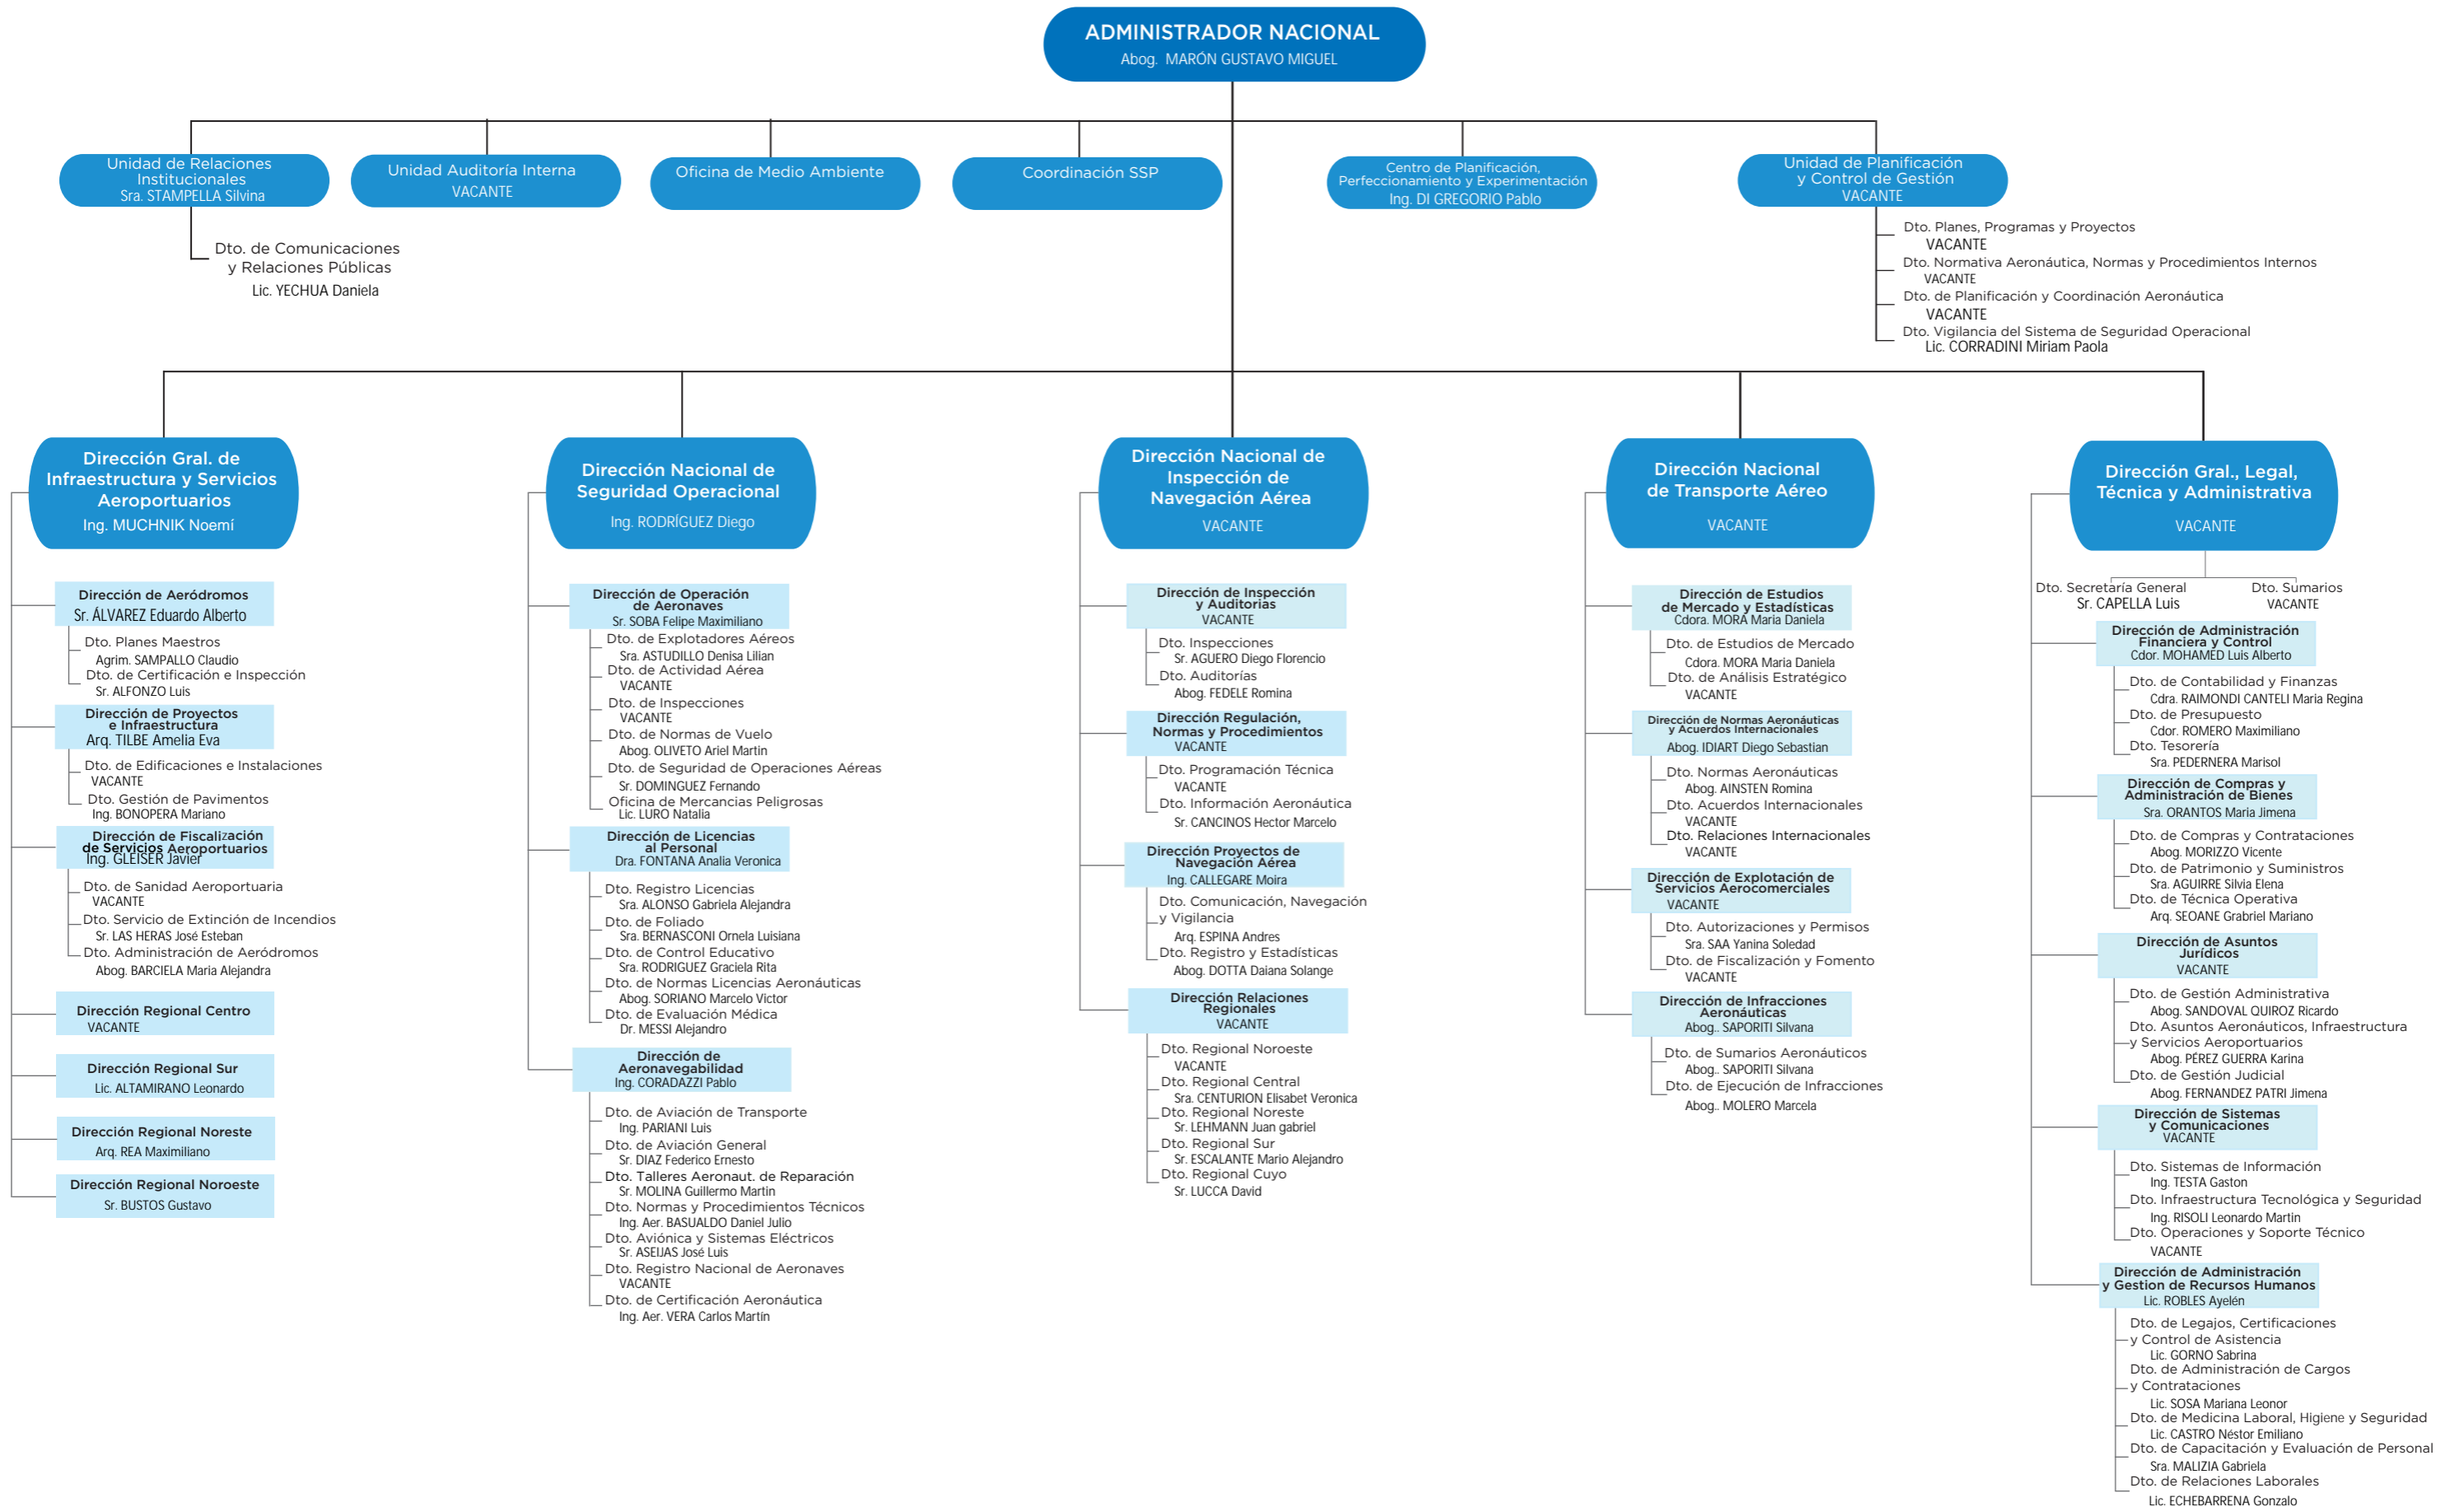 ADMINISTRADOR NACIONAL
Abog. MARÓN GUSTAVO MIGUEL
Unidad de Relaciones
Institucionales
Sra. STAMPELLA Silvina
Unidad Auditoría Interna
VACANTE
Oficina de Medio Ambiente
Coordinación SSP
Centro de Planificación,
Perfeccionamiento y Experimentación
Ing. DI GREGORIO Pablo
Unidad de Planificación
y Control de Gestión
VACANTE
Dto. de Comunicaciones
y Relaciones Públicas
Lic. YECHUA Daniela
Dto. Planes, Programas y Proyectos
VACANTE
Dto. Normativa Aeronáutica, Normas y Procedimientos Internos
VACANTE
Dto. de Planificación y Coordinación Aeronáutica
VACANTE
Dto. Vigilancia del Sistema de Seguridad Operacional
Lic. CORRADINI Miriam Paola
Dirección Gral. de
Infraestructura y Servicios
Aeroportuarios
Ing. MUCHNIK Noemí
Dirección de Aeródromos
Sr. ÁLVAREZ Eduardo Alberto
Dto. Planes Maestros
Agrim. SAMPALLO Claudio
Dto. de Certificación e Inspección
Sr. ALFONZO Luis
Dirección de Proyectos
e Infraestructura
Arq. TILBE Amelia Eva
Dto. de Edificaciones e Instalaciones
VACANTE
Dto. Gestión de Pavimentos
Ing. BONOPERA Mariano
Dirección de Fiscalización
de Servicios Aeroportuarios
Ing. GLEISER Javier
Dto. de Sanidad Aeroportuaria
VACANTE
Dto. Servicio de Extinción de Incendios
Sr. LAS HERAS José Esteban
Dto. Administración de Aeródromos
Abog. BARCIELA Maria Alejandra
Dirección Regional Centro
VACANTE
Dirección Regional Sur
Lic. ALTAMIRANO Leonardo
Dirección Regional Noreste
Arq. REA Maximiliano
Dirección Regional Noroeste
Sr. BUSTOS Gustavo
Dirección Nacional de
Seguridad Operacional
Ing. RODRÍGUEZ Diego
Dirección de Operación
de Aeronaves
Sr. SOBA Felipe Maximiliano
Dto. de Explotadores Aéreos
Sra. ASTUDILLO Denisa Lilian
Dto. de Actividad Aérea
VACANTE
Dto. de Inspecciones
VACANTE
Dto. de Normas de Vuelo
Abog. OLIVETO Ariel Martin
Dto. de Seguridad de Operaciones Aéreas
Sr. DOMINGUEZ Fernando
Oficina de Mercancias Peligrosas
Lic. LURO Natalia
Dirección de Licencias
al Personal
Dra. FONTANA Analia Veronica
Dto. Registro Licencias
Sra. ALONSO Gabriela Alejandra
Dto. de Foliado
Sra. BERNASCONI Ornela Luisiana
Dto. de Control Educativo
Sra. RODRIGUEZ Graciela Rita
Dto. de Normas Licencias Aeronáuticas
Abog. SORIANO Marcelo Victor
Dto. de Evaluación Médica
Dr. MESSI Alejandro
Dirección de
Aeronavegabilidad
Ing. CORADAZZI Pablo
Dto. de Aviación de Transporte
Ing. PARIANI Luis
Dto. de Aviación General
Sr. DIAZ Federico Ernesto
Dto. Talleres Aeronaut. de Reparación
Sr. MOLINA Guillermo Martin
Dto. Normas y Procedimientos Técnicos
Ing. Aer. BASUALDO Daniel Julio
Dto. Aviónica y Sistemas Eléctricos
Sr. ASEIJAS José Luis
Dto. Registro Nacional de Aeronaves
VACANTE
Dto. de Certificación Aeronáutica
Ing. Aer. VERA Carlos Martín
Dirección Nacional de
Inspección de
Navegación Aérea
VACANTE
Dirección de Inspección
y Auditorias
VACANTE
Dto. Inspecciones
Sr. AGUERO Diego Florencio
Dto. Auditorías
Abog. FEDELE Romina
Dirección Regulación,
Normas y Procedimientos
VACANTE
Dto. Programación Técnica
VACANTE
Dto. Información Aeronáutica
Sr. CANCINOS Hector Marcelo
Dirección Proyectos de
Navegación Aérea
Ing. CALLEGARE Moira
Dto. Comunicación, Navegación
y Vigilancia
Arq. ESPINA Andres
Dto. Registro y Estadísticas
Abog. DOTTA Daiana Solange
Dirección Relaciones
Regionales
VACANTE
Dto. Regional Noroeste
VACANTE
Dto. Regional Central
Sra. CENTURION Elisabet Veronica
Dto. Regional Noreste
Sr. LEHMANN Juan gabriel
Dto. Regional Sur
Sr. ESCALANTE Mario Alejandro
Dto. Regional Cuyo
Sr. LUCCA David
Dirección Nacional
de Transporte Aéreo
VACANTE
Dirección de Estudios
de Mercado y Estadísticas
Cdora. MORA Maria Daniela
Dto. de Estudios de Mercado
Cdora. MORA Maria Daniela
Dto. de Análisis Estratégico
VACANTE
Dirección de Normas Aeronáuticas
y Acuerdos Internacionales
Abog. IDIART Diego Sebastian
Dto. Normas Aeronáuticas
Abog. AINSTEN Romina
Dto. Acuerdos Internacionales
VACANTE
Dto. Relaciones Internacionales
VACANTE
Dirección de Explotación de
Servicios Aerocomerciales
VACANTE
Dto. Autorizaciones y Permisos
Sra. SAA Yanina Soledad
Dto. de Fiscalización y Fomento
VACANTE
Dirección de Infracciones
Aeronáuticas
Abog.. SAPORITI Silvana
Dto. de Sumarios Aeronáuticos
Abog.. SAPORITI Silvana
Dto. de Ejecución de Infracciones
Abog.. MOLERO Marcela
Dirección Gral., Legal,
Técnica y Administrativa
VACANTE
Dto. Secretaría General
Sr. CAPELLA Luis
Dto. Sumarios
VACANTE
Dirección de Administración
Financiera y Control
Cdor. MOHAMED Luis Alberto
Dto. de Contabilidad y Finanzas
Cdra. RAIMONDI CANTELI Maria Regina
Dto. de Presupuesto
Cdor. ROMERO Maximiliano
Dto. Tesorería
Sra. PEDERNERA Marisol
Dirección de Compras y
Administración de Bienes
Sra. ORANTOS Maria Jimena
Dto. de Compras y Contrataciones
Abog. MORIZZO Vicente
Dto. de Patrimonio y Suministros
Sra. AGUIRRE Silvia Elena
Dto. de Técnica Operativa
Arq. SEOANE Grabriel Mariano
Dirección de Asuntos
Jurídicos
VACANTE
Dto. de Gestión Administrativa
Abog. SANDOVAL QUIROZ Ricardo
Dto. Asuntos Aeronáuticos, Infraestructura
y Servicios Aeroportuarios
Abog. PÉREZ GUERRA Karina
Dto. de Gestión Judicial
Abog. FERNANDEZ PATRI Jimena
Dirección de Sistemas
y Comunicaciones
VACANTE
Dto. Sistemas de Información
Ing. TESTA Gaston
Dto. Infraestructura Tecnológica y Seguridad
Ing. RISOLI Leonardo Martin
Dto. Operaciones y Soporte Técnico
VACANTE
Dirección de Administración
y Gestion de Recursos Humanos
Lic. ROBLES Ayelén
Dto. de Legajos, Certificaciones
y Control de Asistencia
Lic. GORNO Sabrina
Dto. de Administración de Cargos
y Contrataciones
Lic. SOSA Mariana Leonor
Dto. de Medicina Laboral, Higiene y Seguridad
Lic. CASTRO Néstor Emiliano
Dto. de Capacitación y Evaluación de Personal
Sra. MALIZIA Gabriela
Dto. de Relaciones Laborales
Lic. ECHEBARRENA Gonzalo